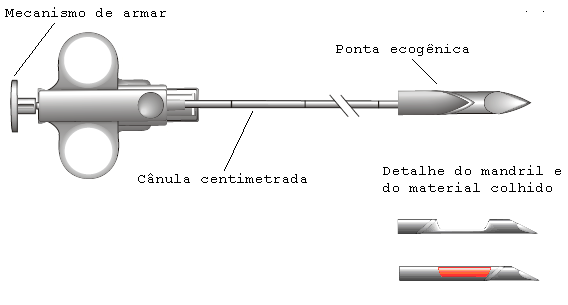 Mecanismo de armar
Ponta ecogênica
Cânula centimetrada
Detalhe do mandril e
do material colhido